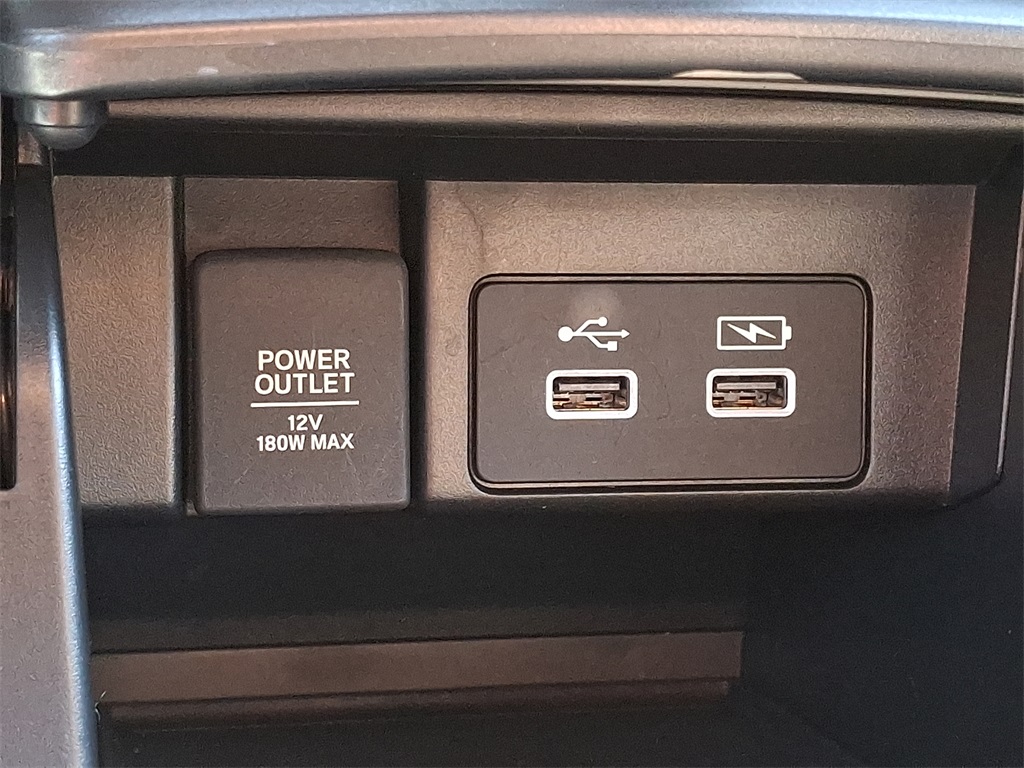 POWER
OUTLET
12V
180W MAX